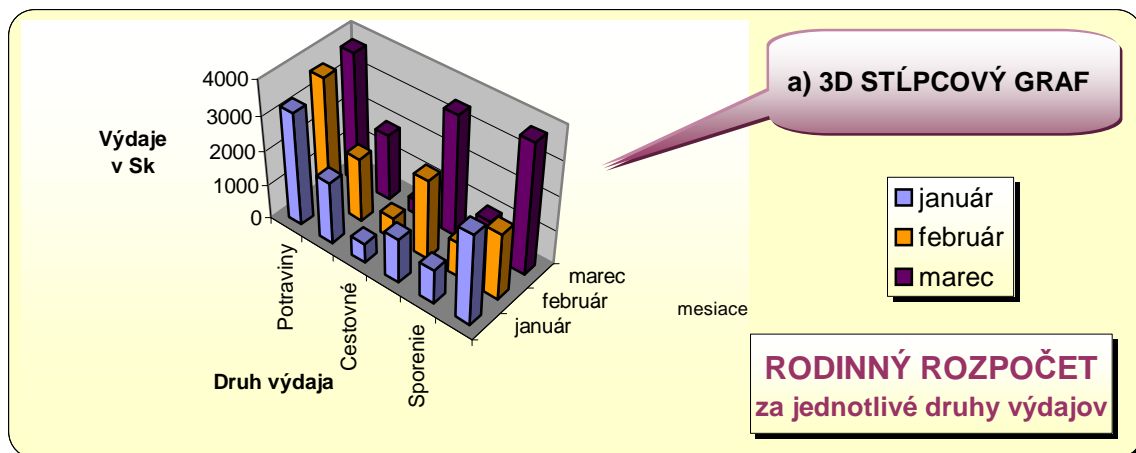 a) 3D STĹPCOVÝ GRAF
Výdaje
v Sk
4000
3000
2000
1000
0
Potraviny
Cestovné
Sporenie
január
február
marec
mesiace
Druh výdaja
január
február
marec
RODINNÝ ROZPOČET
za jednotlivé druhy výdajov